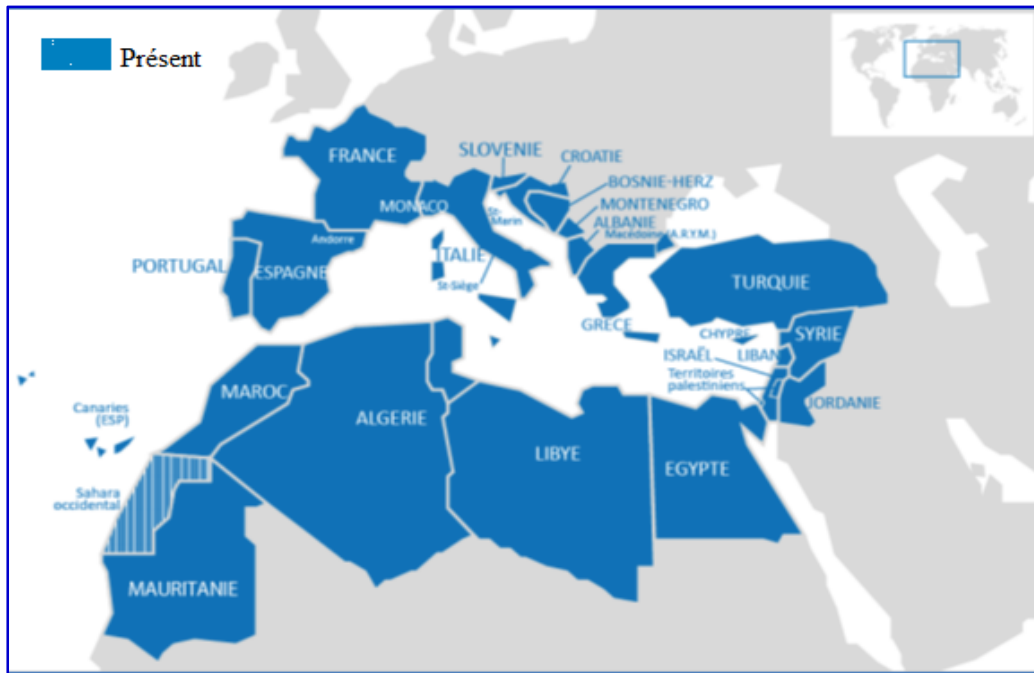 Présent
FRANCE
SLOVENIE
CROATIE
BOSNIE-HERZ
MONACO
MONTENEGRO
St-
Marin
ALBANIE
Macédoine (A.R.Y.M.)
Andorre
ITALIE
PORTUGAL
ESPAGNE
St-Siège
TURQUIE
GRECE
CHYPRE
SYRIE
ISRAËL
LIBAN
Territoires
palestiniens
MAROC
JORDANIE
Canaries
(ESP)
ALGERIE
LIBYE
EGYPTE
Sahara
occidental
MAURITANIE